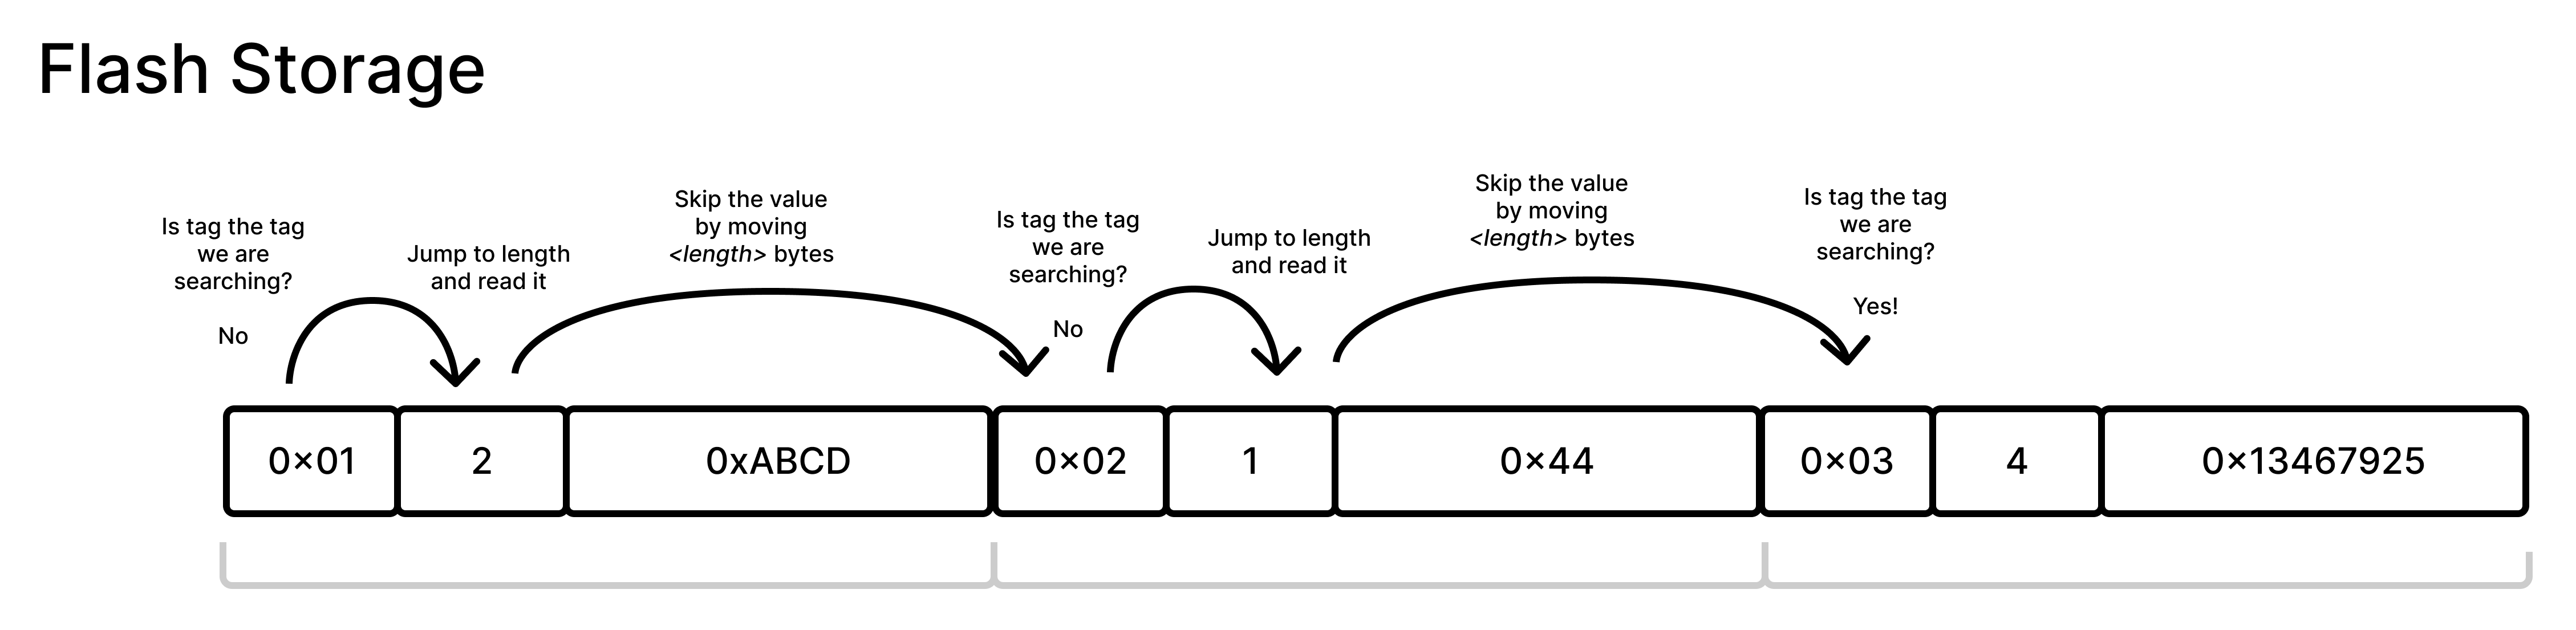 Flash Storage
Is tag the tag
we are
searching?
No
Jump to length
and read it
Skip the value
by moving
<length> bytes
Is tag the tag
we are
searching?
No
Jump to length
and read it
Skip the value
by moving
<length> bytes
Is tag the tag
we are
searching?
Yes!
0×01
2
0xABCD
0×02
1
0×44
0×03
4
0×13467925